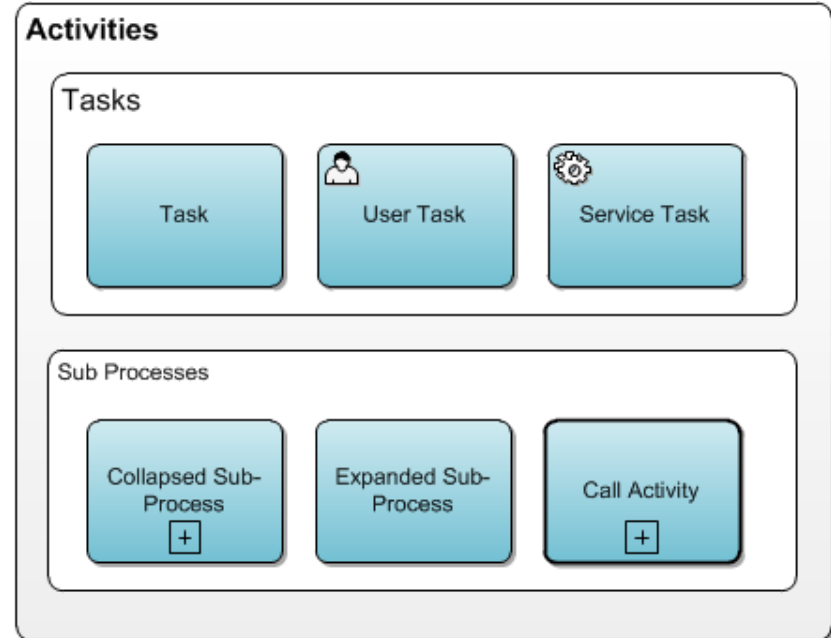 Activities
Tasks
Task
User Task
Service Task
Sub Processes
Collapsed Sub-
Process
Expanded Sub-
Process
Call Activity
+
+